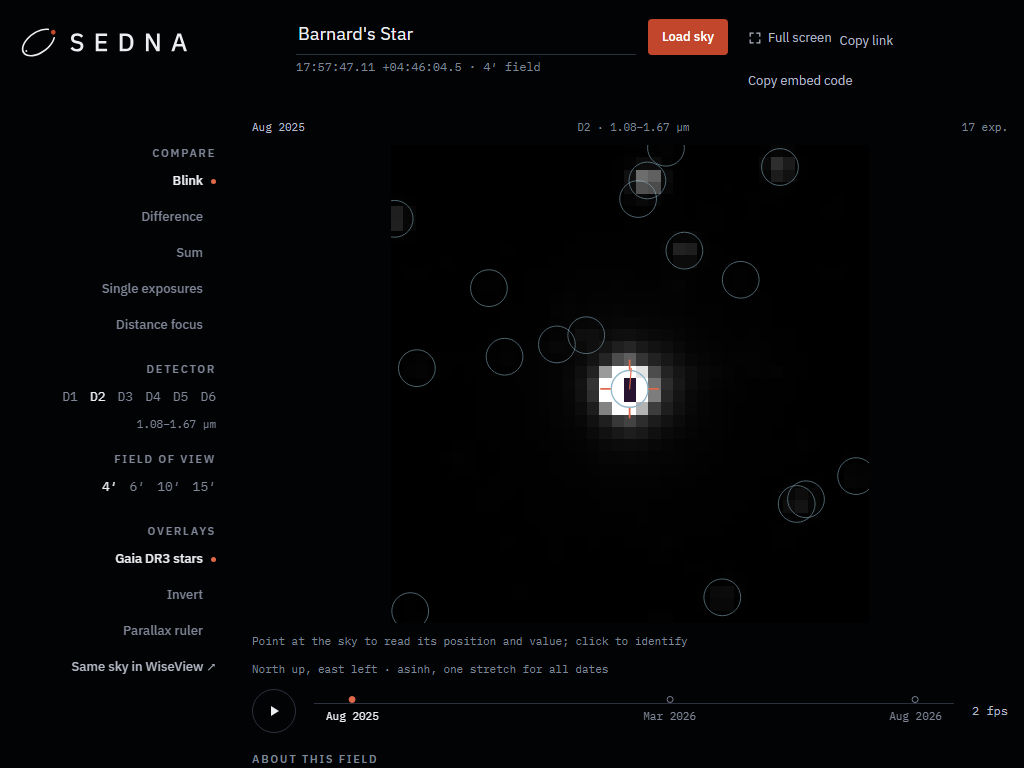 SEDNA
Barnard's Star
Load sky
Full screen
Copy link
17:57:47.11 +04:46:04.5 · 4′ field
Copy embed code
Aug 2025
D2 · 1.08–1.67 µm
17 exp.
COMPARE
Blink
Difference
Sum
Single exposures
Distance focus
DETECTOR
D1 D2 D3 D4 D5 D6
1.08–1.67 µm
FIELD OF VIEW
4′ 6′ 10′ 15′
OVERLAYS
Gaia DR3 stars
Invert
Parallax ruler
Same sky in WiseView ↗
Point at the sky to read its position and value; click to identify
North up, east left · asinh, one stretch for all dates
Aug 2025
Mar 2026
Aug 2026
2 fps
ABOUT THIS FIELD